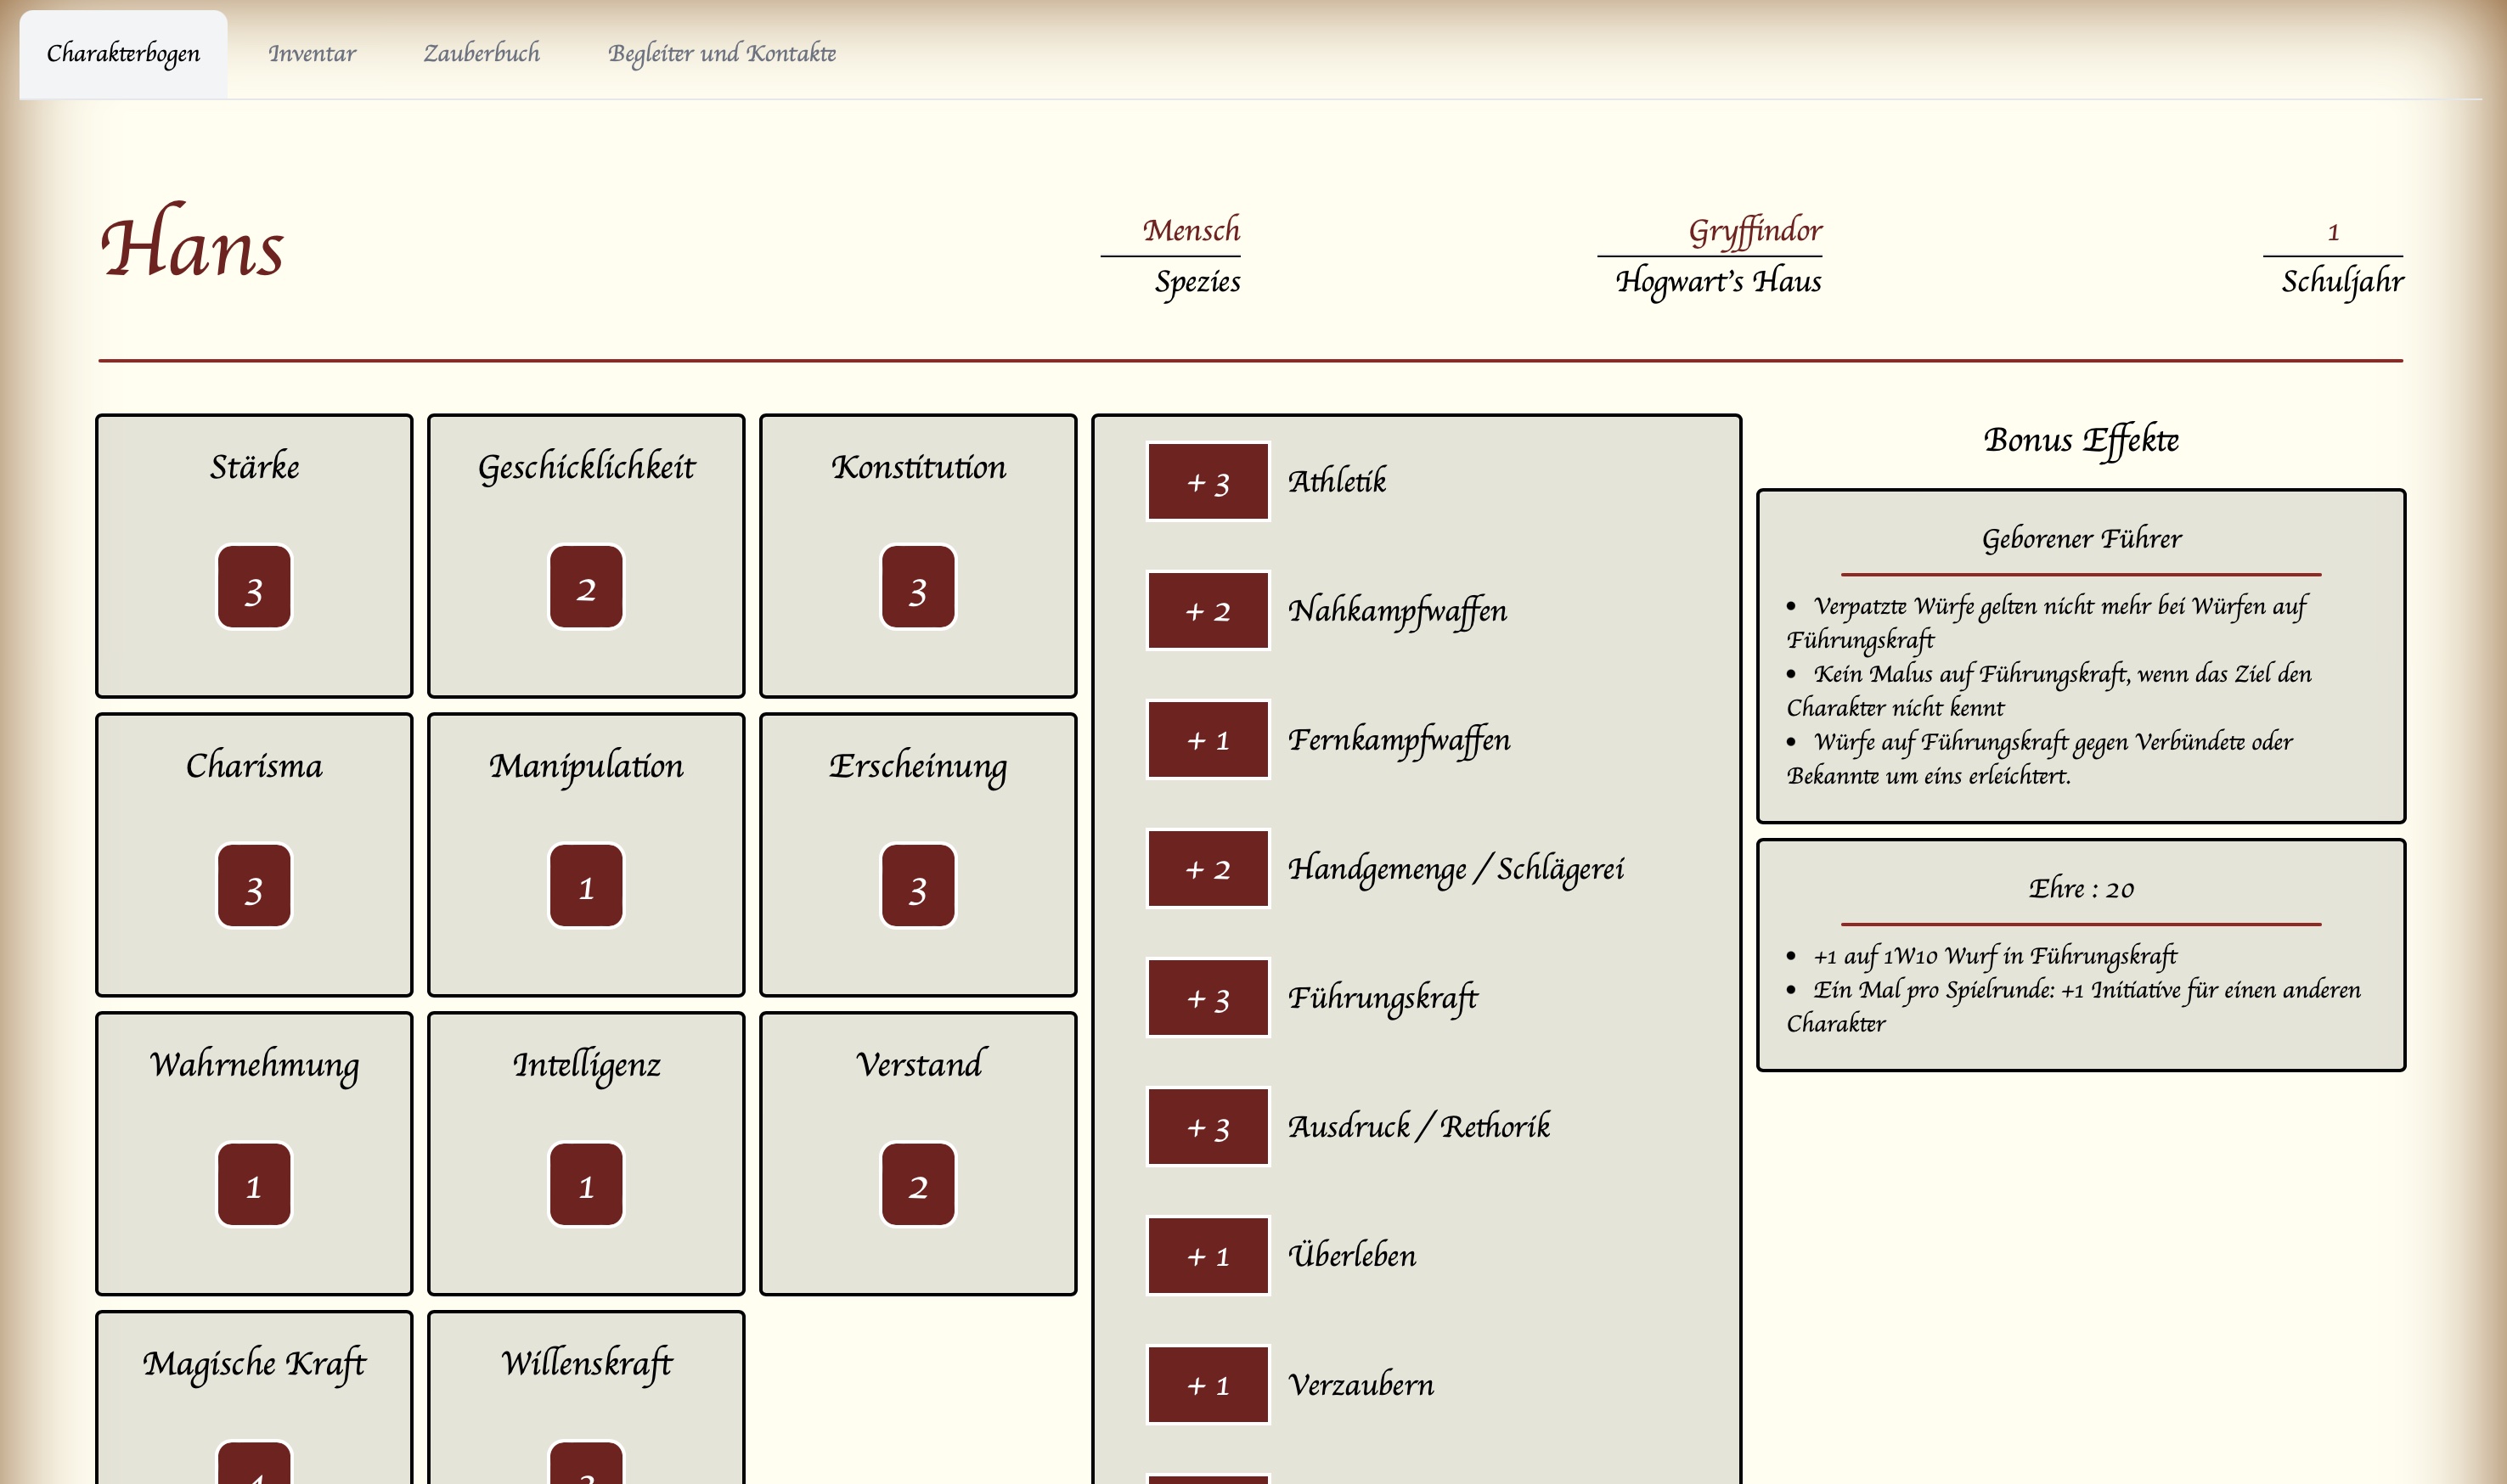 Charakterbogen
Inventar
Zauberbuch
Begleiter und Kontakte
Hans
Mensch
Spezies
Gryffindor
Hogwart's Haus
1
Schuljahr
Stärke
3
Geschicklichkeit
2
Konstitution
3
Charisma
3
Manipulation
1
Erscheinung
3
Wahrnehmung
1
Intelligenz
1
Verstand
2
Magische Kraft
Willenskraft
+ 3 Athletik
+ 2 Nahkampfwaffen
+ 1 Fernkampfwaffen
+ 2 Handgemenge / Schlägerei
+ 3 Führungskraft
+ 3 Ausdruck / Rethorik
+ 1 Überleben
+ 1 Verzaubern
Bonus Effekte
Geborener Führer
• Verpatzte Würfe gelten nicht mehr bei Würfen auf
Führungskraft
• Kein Malus auf Führungskraft, wenn das Ziel den
Charakter nicht kennt
• Würfe auf Führungskraft gegen Verbündete oder
Bekannte um eins erleichtert.
Ehre : 20
• +1 auf 1W10 Wurf in Führungskraft
• Ein Mal pro Spielrunde: +1 Initiative für einen anderen
Charakter